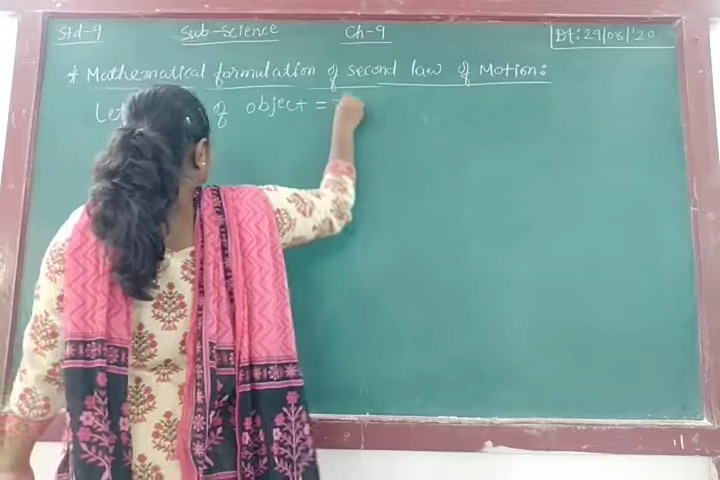 Std-9 Sub-Science Ch-9 Dt:29/08/'20
* Mathematical formulation of second law of Motion:
Let of object =